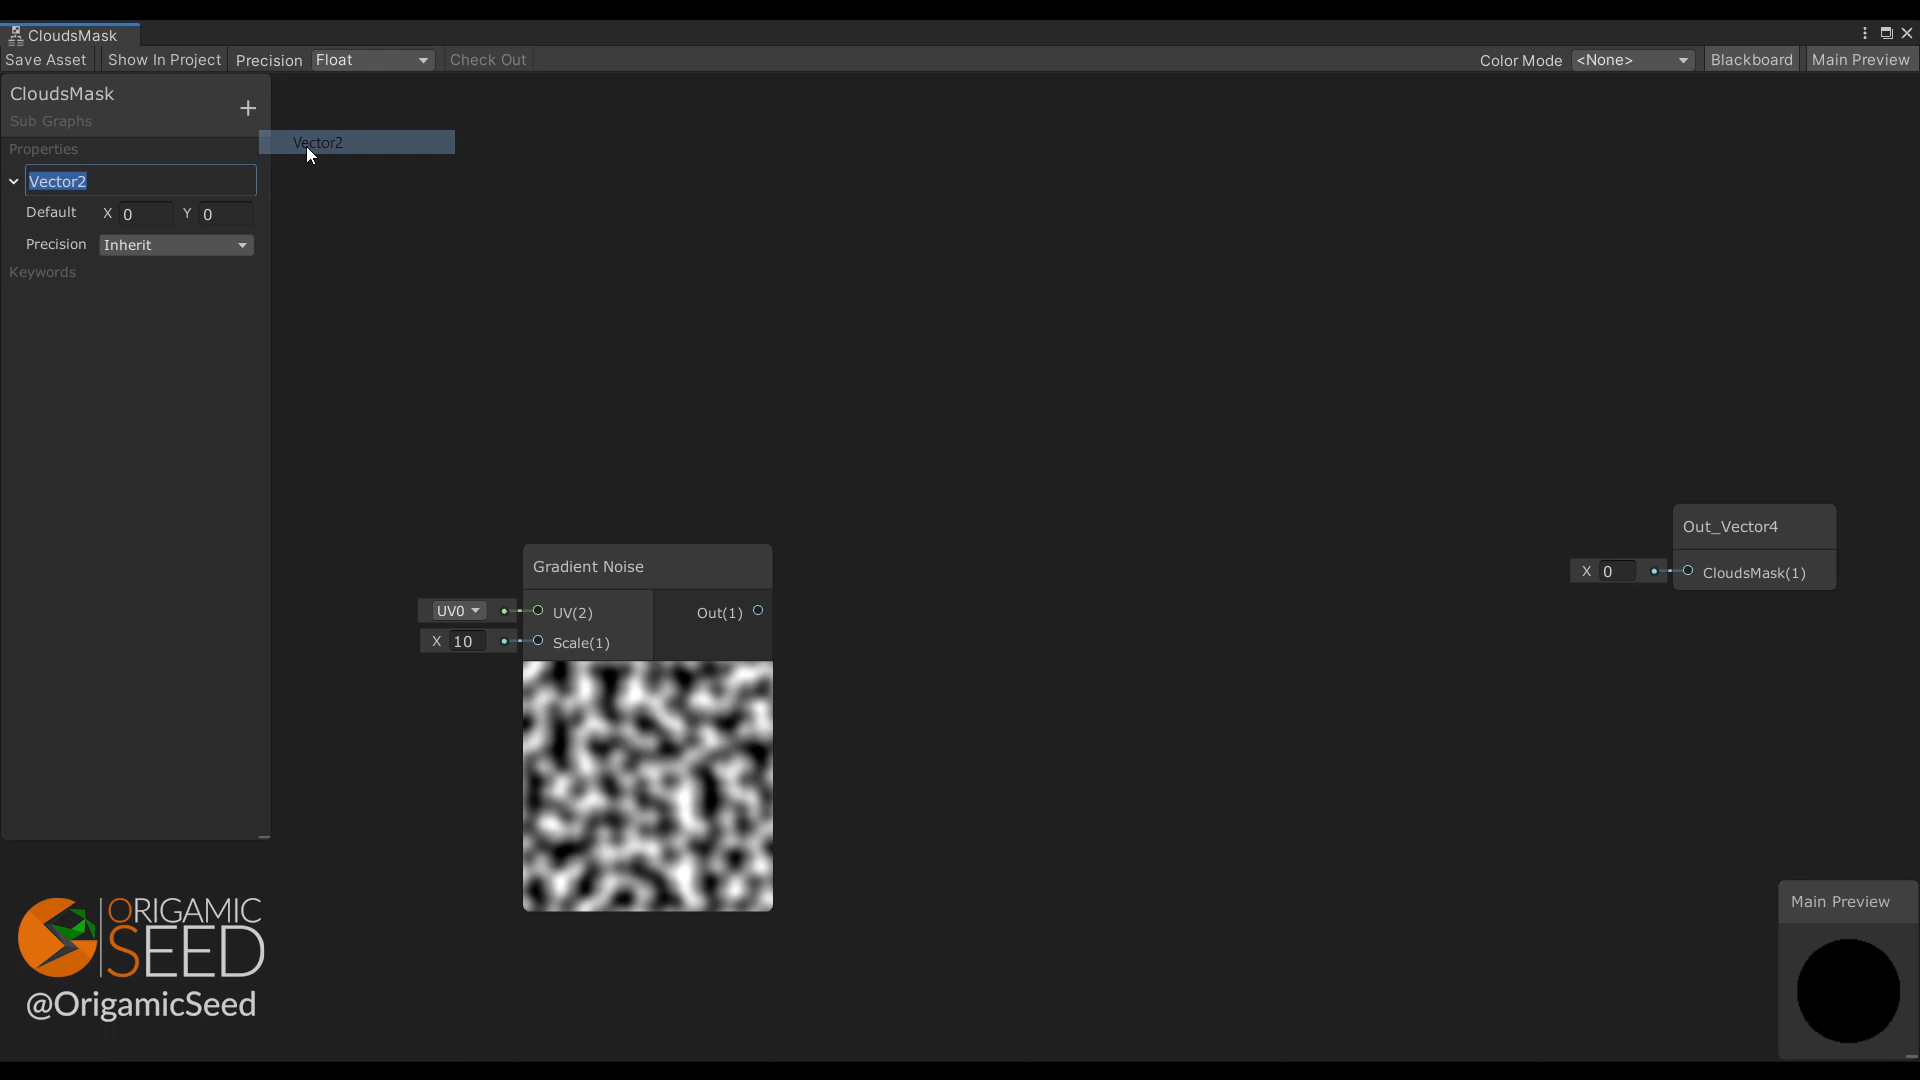 CloudsMask
Save Asset Show In Project Precision Float Check Out Color Mode <None> Blackboard Main Preview
CloudsMask
+
Sub Graphs
Vector2
Properties
Vector2
Default X 0 Y 0
Precision Inherit
Keywords
Out_Vector4
X 0 CloudsMask(1)
Gradient Noise
UV0 UV(2) Out(1)
X 10 Scale(1)
Main Preview
ORIGAMIC
SEED
@OrigamicSeed